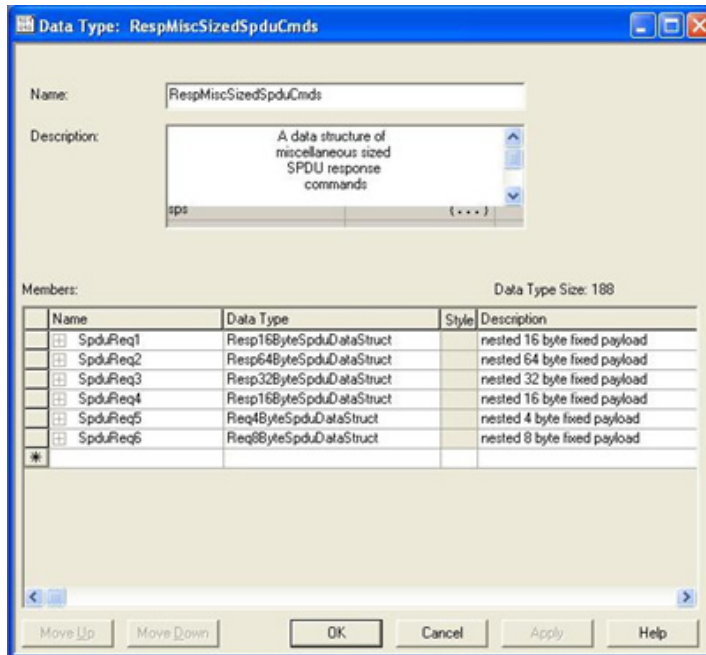 Data Type: RespMiscSizedSpduCmds
Name:
RespMiscSizedSpduCmds
Description:
A data structure of
miscellaneous sized
SPDU response
commands
sps {...}
Members: Data Type Size: 188
Name Data Type Style Description
SpduReq1 Resp16ByteSpduDataStruct nested 16 byte fixed payload
SpduReq2 Resp64ByteSpduDataStruct nested 64 byte fixed payload
SpduReq3 Resp32ByteSpduDataStruct nested 32 byte fixed payload
SpduReq4 Resp16ByteSpduDataStruct nested 16 byte fixed payload
SpduReq5 Req4ByteSpduDataStruct nested 4 byte fixed payload
SpduReq6 Req8ByteSpduDataStruct nested 8 byte fixed payload
Move Up Move Down OK Cancel Apply Help